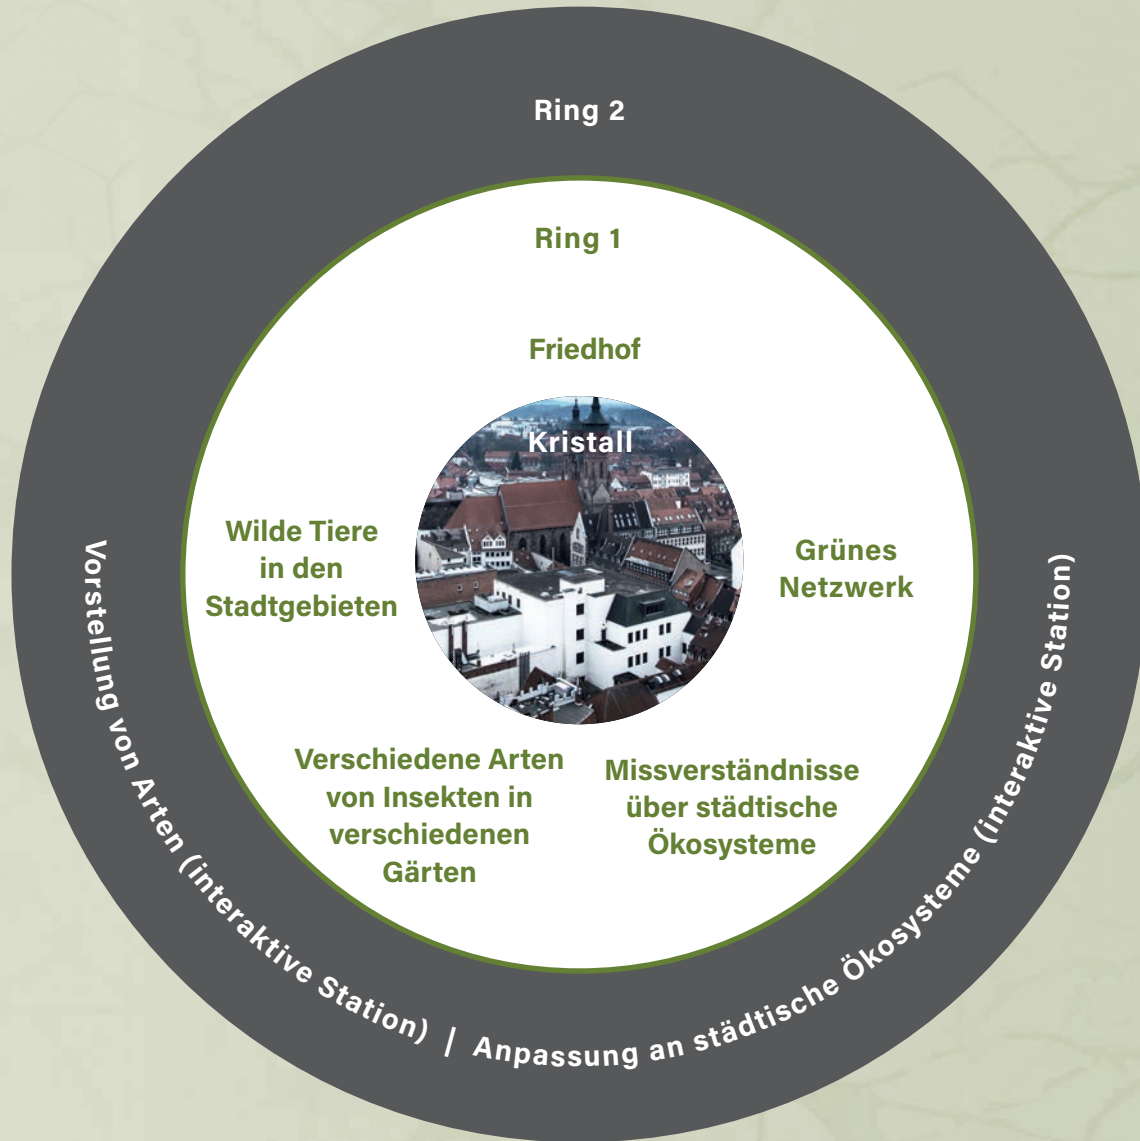 Ring 2
Ring 1
Friedhof
Kristall
Wilde Tiere
in den
Stadtgebieten
Grünes
Netzwerk
Verschiedene Arten
von Insekten in
verschiedenen
Gärten
Missverständnisse
über städtische
Ökosysteme
Vorstellung von Arten (interaktive Station) | Anpassung an städtische Ökosysteme (interaktive Station)